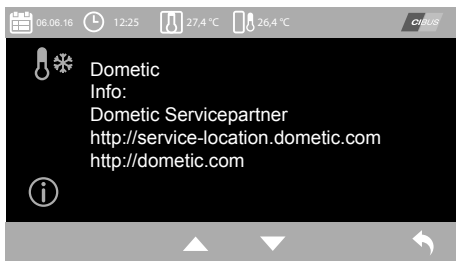 06.06.16 12:25 27,4 °C 26,4 °C CIBUS
Dometic
Info:
Dometic Servicepartner
http://service-location.dometic.com
http://dometic.com